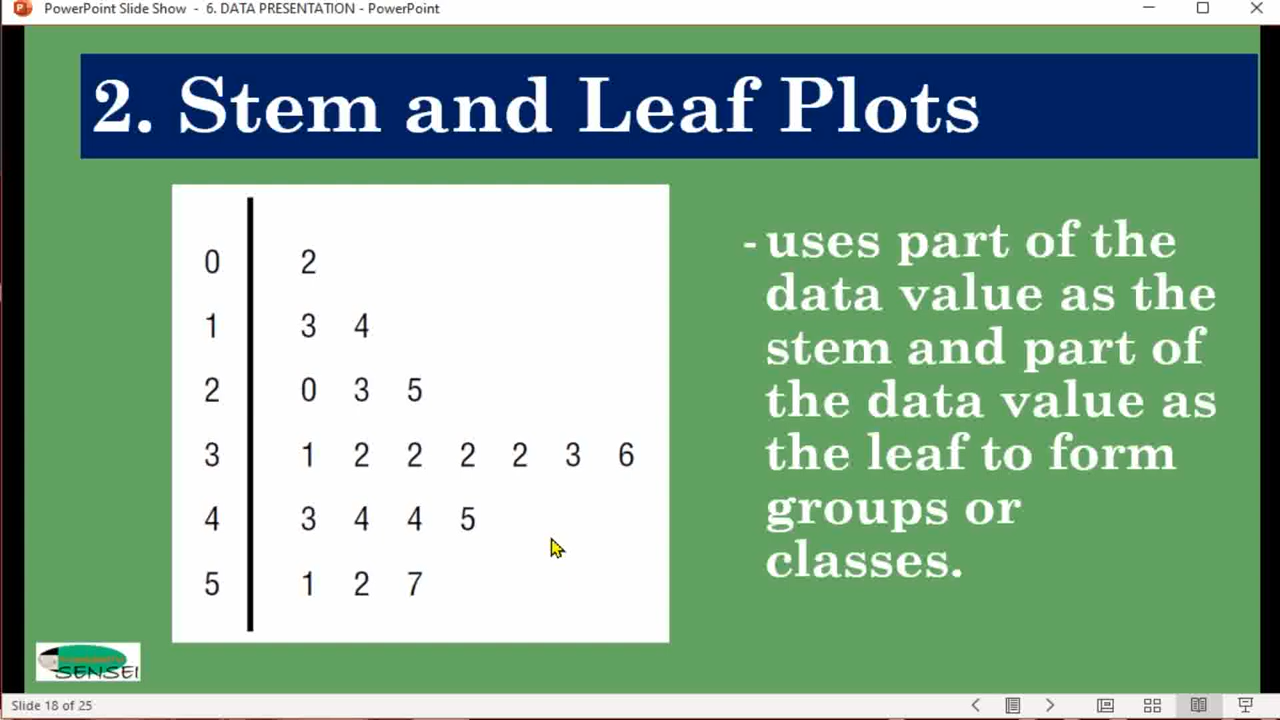 PowerPoint Slide Show - 6. DATA PRESENTATION - PowerPoint
2. Stem and Leaf Plots
0 2
1 3 4
2 0 3 5
3 1 2 2 2 2 3 6
4 3 4 4 5
5 1 2 7
- uses part of the
data value as the
stem and part of
the data value as
the leaf to form
groups or
classes.
SENSEI
Slide 18 of 25